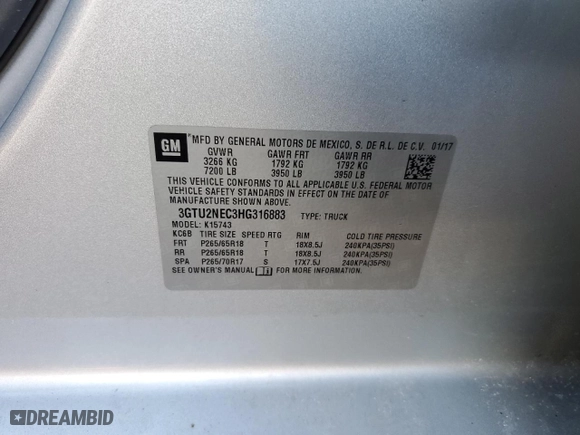 GM
MFD BY GENERAL MOTORS DE MEXICO, S. DE R.L. DE C.V. 01/17
GVWR GAWR FRT GAWR RR
3266 KG 1792 KG 1792 KG
7200 LB 3950 LB 3950 LB
THIS VEHICLE CONFORMS TO ALL APPLICABLE U.S. FEDERAL MOTOR
VEHICLE SAFETY STANDARDS IN EFFECT ON THE DATE OF
MANUFACTURE SHOWN ABOVE.
3GTU2NEC3HG316883 TYPE: TRUCK
MODEL: K15743
KC6B TIRE SIZE SPEED RTG RIM COLD TIRE PRESSURE
FRT P265/65R18 T 18X8.5J 240KPA(35PSI)
RR P265/65R18 T 18X8.5J 240KPA(35PSI)
SPA P265/70R17 S 17X7.5J 240KPA(35PSI)
SEE OWNER'S MANUAL FOR MORE INFORMATION.
DREAMBID